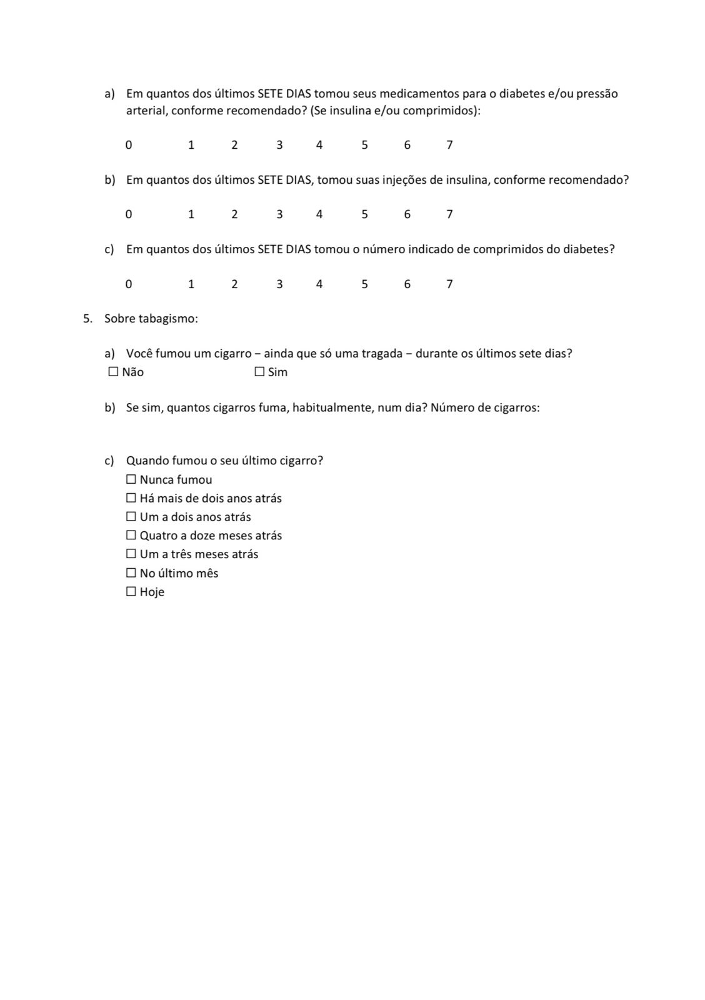 a) Em quantos dos últimos SETE DIAS tomou seus medicamentos para o diabetes e/ou pressão
arterial, conforme recomendado? (Se insulina e/ou comprimidos):
0 1 2 3 4 5 6 7
b) Em quantos dos últimos SETE DIAS, tomou suas injeções de insulina, conforme recomendado?
0 1 2 3 4 5 6 7
c) Em quantos dos últimos SETE DIAS tomou o número indicado de comprimidos do diabetes?
0 1 2 3 4 5 6 7
5. Sobre tabagismo:
a) Você fumou um cigarro – ainda que só uma tragada – durante os últimos sete dias?
☐ Não ☐ Sim
b) Se sim, quantos cigarros fuma, habitualmente, num dia? Número de cigarros:
c) Quando fumou o seu último cigarro?
☐ Nunca fumou
☐ Há mais de dois anos atrás
☐ Um a dois anos atrás
☐ Quatro a doze meses atrás
☐ Um a três meses atrás
☐ No último mês
☐ Hoje